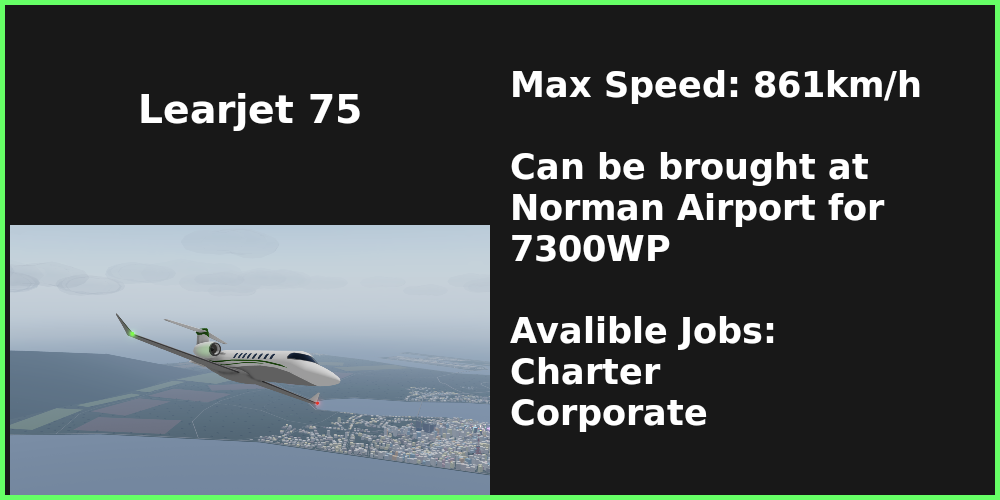 Learjet 75
Max Speed: 861km/h
Can be brought at
Norman Airport for
7300WP
Avalible Jobs:
Charter
Corporate